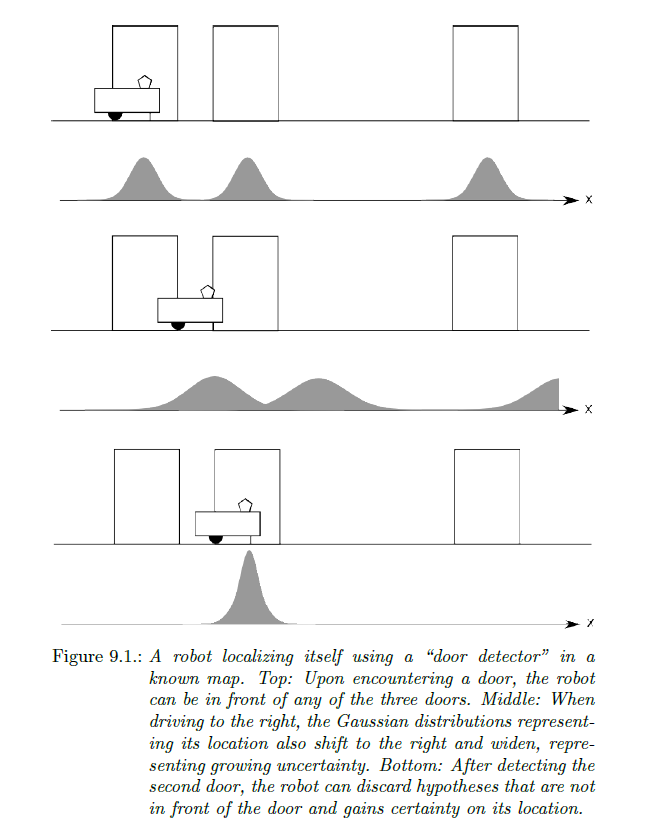 x
x
x
Figure 9.1.: A robot localizing itself using a “door detector” in a
known map. Top: Upon encountering a door, the robot
can be in front of any of the three doors. Middle: When
driving to the right, the Gaussian distributions represent-
ing its location also shift to the right and widen, repre-
senting growing uncertainty. Bottom: After detecting the
second door, the robot can discard hypotheses that are not
in front of the door and gains certainty on its location.